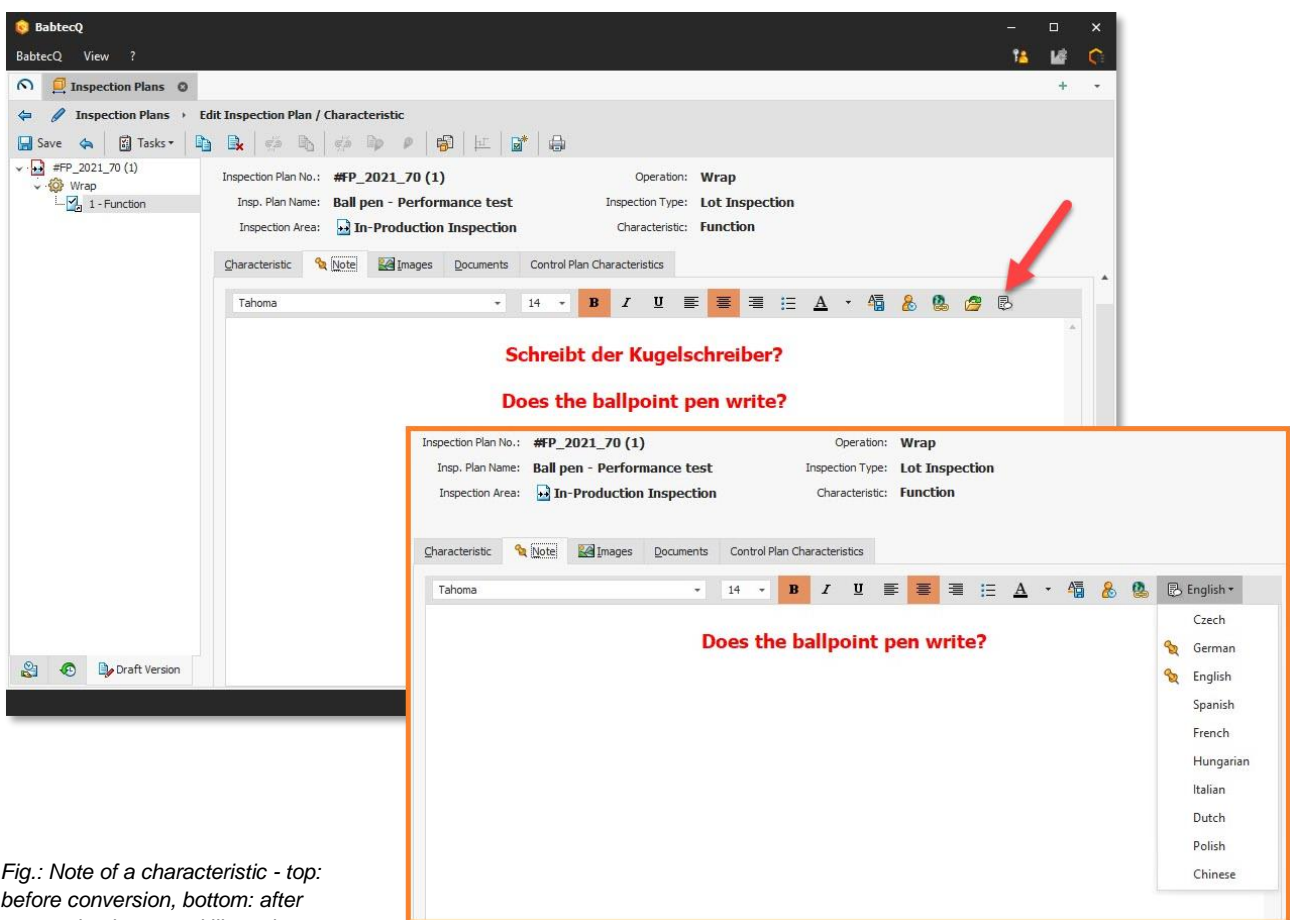 BabtecQ
BabtecQ View ?
Inspection Plans
Inspection Plans Edit Inspection Plan / Characteristic
Save Tasks
#FP_2021_70 (1)
Wrap
1 - Function
Inspection Plan No.: #FP_2021_70 (1) Operation: Wrap
Insp. Plan Name: Ball pen - Performance test Inspection Type: Lot Inspection
Inspection Area: In-Production Inspection Characteristic: Function
Characteristic Note Images Documents Control Plan Characteristics
Tahoma 14 B I U A
Schreibt der Kugelschreiber?
Does the ballpoint pen write?
Draft Version
Inspection Plan No.: #FP_2021_70 (1) Operation: Wrap
Insp. Plan Name: Ball pen - Performance test Inspection Type: Lot Inspection
Inspection Area: In-Production Inspection Characteristic: Function
Characteristic Note Images Documents Control Plan Characteristics
Tahoma 14 B I U A English
Does the ballpoint pen write?
Czech
German
English
Spanish
French
Hungarian
Italian
Dutch
Polish
Chinese
Fig.: Note of a characteristic - top:
before conversion, bottom: after